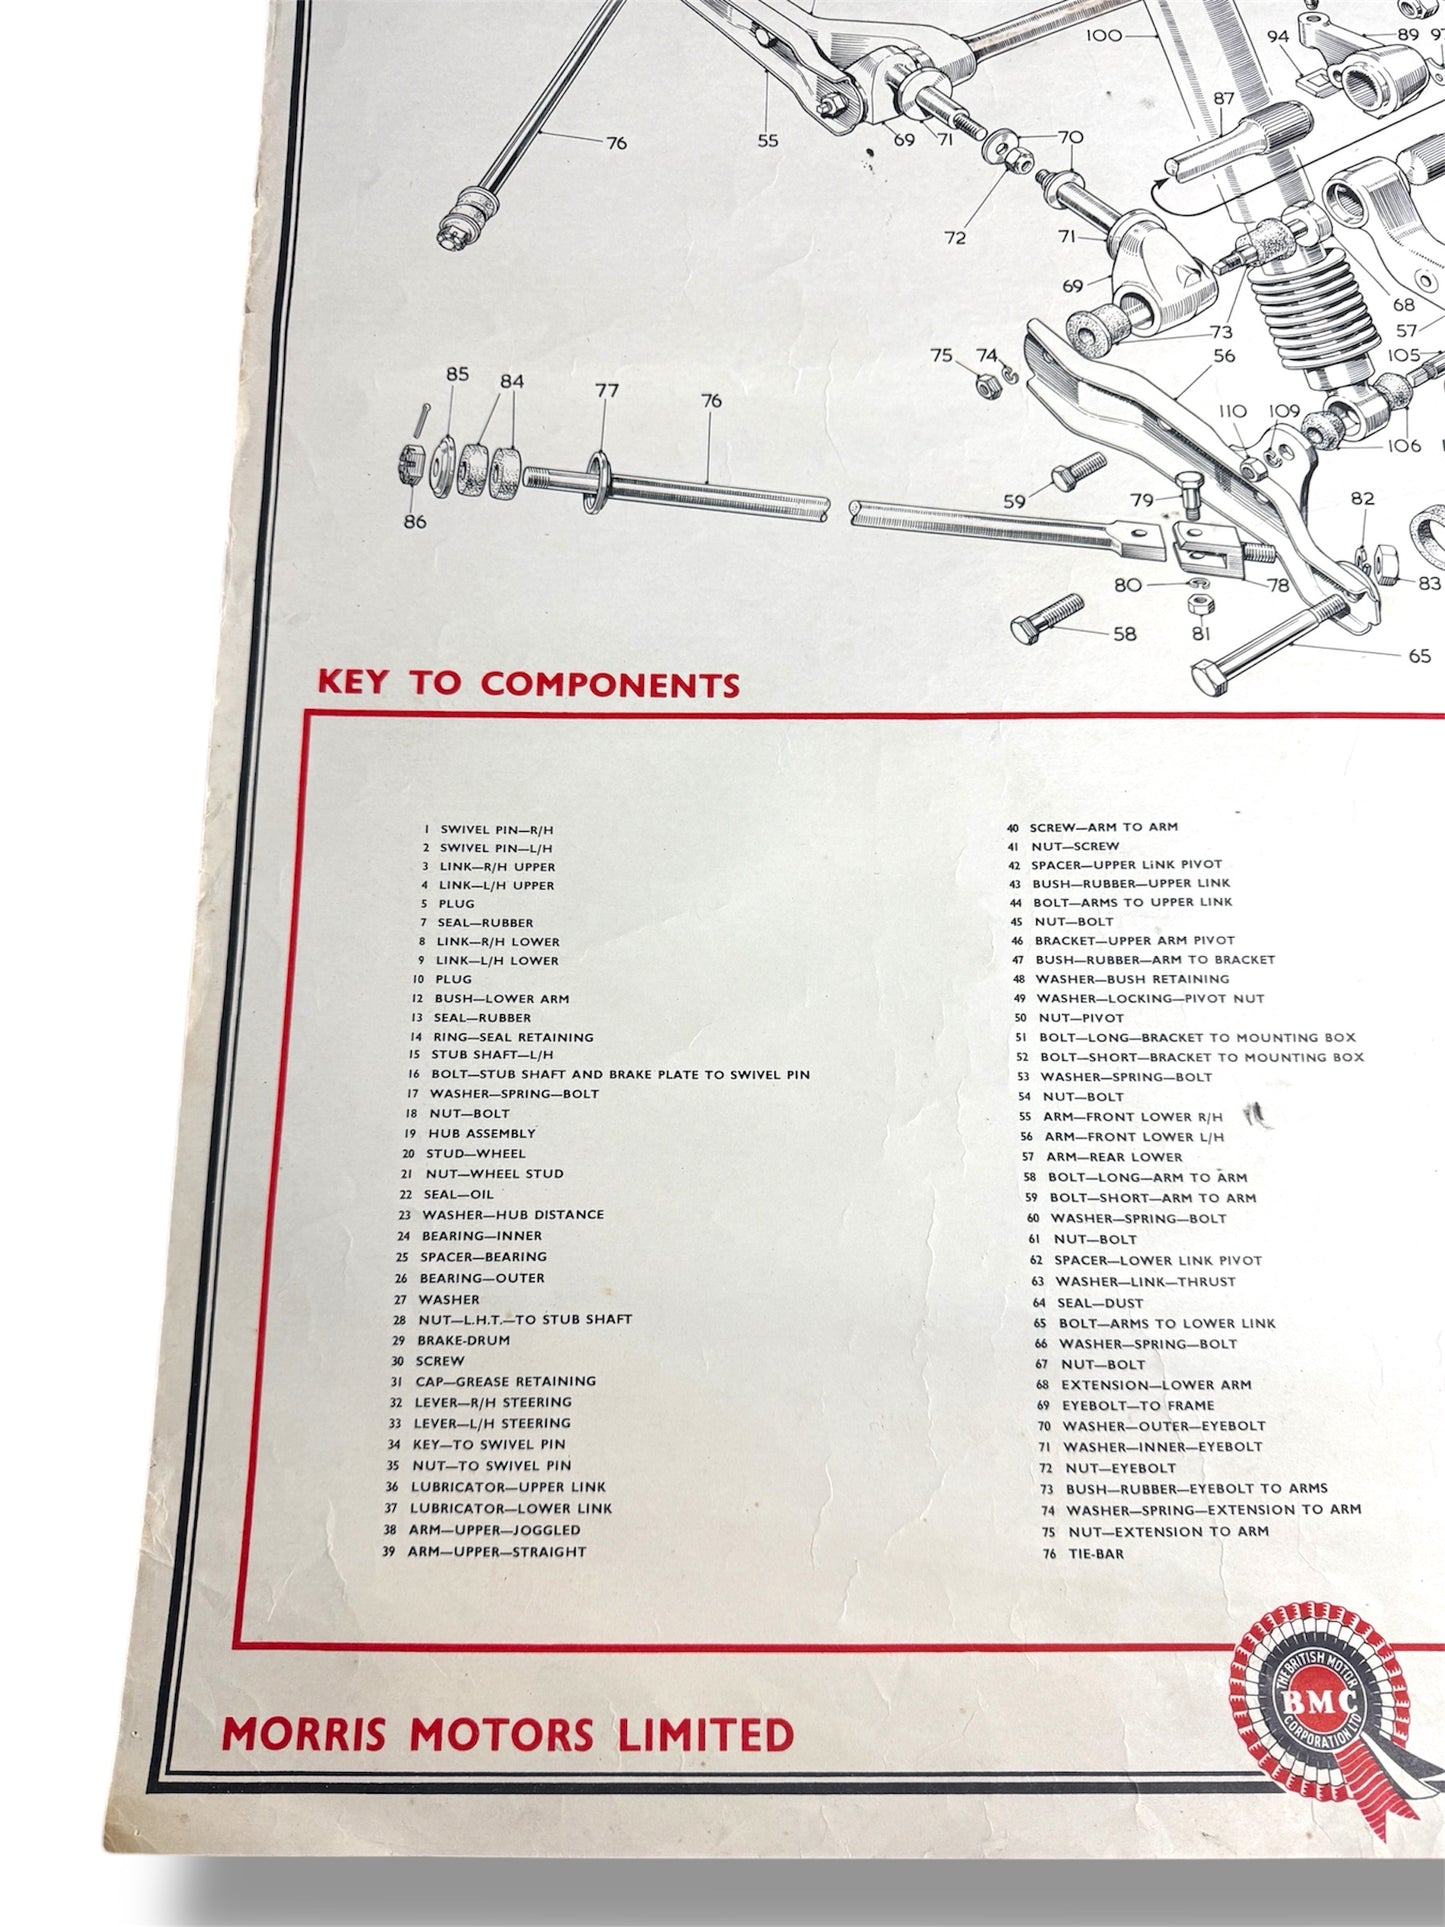 100
94
89
97
87
76
55
69
71
70
72
71
69
68
57
73
56
105
75
74
85
84
77
76
110
109
106
59
79
82
86
80
78
83
58
81
65
KEY TO COMPONENTS
1 SWIVEL PIN—R/H
2 SWIVEL PIN—L/H
3 LINK—R/H UPPER
4 LINK—L/H UPPER
5 PLUG
7 SEAL—RUBBER
8 LINK—R/H LOWER
9 LINK—L/H LOWER
10 PLUG
12 BUSH—LOWER ARM
13 SEAL—RUBBER
14 RING—SEAL RETAINING
15 STUB SHAFT—L/H
16 BOLT—STUB SHAFT AND BRAKE PLATE TO SWIVEL PIN
17 WASHER—SPRING—BOLT
18 NUT—BOLT
19 HUB ASSEMBLY
20 STUD—WHEEL
21 NUT—WHEEL STUD
22 SEAL—OIL
23 WASHER—HUB DISTANCE
24 BEARING—INNER
25 SPACER—BEARING
26 BEARING—OUTER
27 WASHER
28 NUT—L.H.T.—TO STUB SHAFT
29 BRAKE-DRUM
30 SCREW
31 CAP—GREASE RETAINING
32 LEVER—R/H STEERING
33 LEVER—L/H STEERING
34 KEY—TO SWIVEL PIN
35 NUT—TO SWIVEL PIN
36 LUBRICATOR—UPPER LINK
37 LUBRICATOR—LOWER LINK
38 ARM—UPPER—JOGGLED
39 ARM—UPPER—STRAIGHT
40 SCREW—ARM TO ARM
41 NUT—SCREW
42 SPACER—UPPER LINK PIVOT
43 BUSH—RUBBER—UPPER LINK
44 BOLT—ARMS TO UPPER LINK
45 NUT—BOLT
46 BRACKET—UPPER ARM PIVOT
47 BUSH—RUBBER—ARM TO BRACKET
48 WASHER—BUSH RETAINING
49 WASHER—LOCKING—PIVOT NUT
50 NUT—PIVOT
51 BOLT—LONG—BRACKET TO MOUNTING BOX
52 BOLT—SHORT—BRACKET TO MOUNTING BOX
53 WASHER—SPRING—BOLT
54 NUT—BOLT
55 ARM—FRONT LOWER R/H
56 ARM—FRONT LOWER L/H
57 ARM—REAR LOWER
58 BOLT—LONG—ARM TO ARM
59 BOLT—SHORT—ARM TO ARM
60 WASHER—SPRING—BOLT
61 NUT—BOLT
62 SPACER—LOWER LINK PIVOT
63 WASHER—LINK—THRUST
64 SEAL—DUST
65 BOLT—ARMS TO LOWER LINK
66 WASHER—SPRING—BOLT
67 NUT—BOLT
68 EXTENSION—LOWER ARM
69 EYEBOLT—TO FRAME
70 WASHER—OUTER—EYEBOLT
71 WASHER—INNER—EYEBOLT
72 NUT—EYEBOLT
73 BUSH—RUBBER—EYEBOLT TO ARMS
74 WASHER—SPRING—EXTENSION TO ARM
75 NUT—EXTENSION TO ARM
76 TIE-BAR
THE BRITISH MOTOR
BMC
CORPORATION LTD
MORRIS MOTORS LIMITED